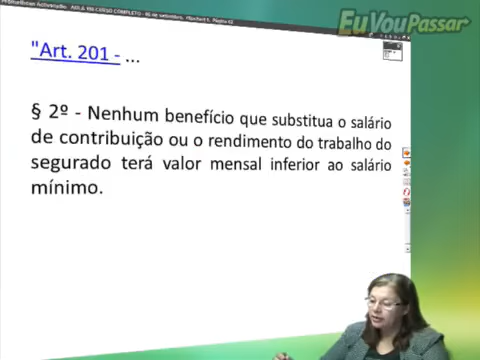 EuVouPassar
"Art. 201 - ...
§ 2º - Nenhum benefício que substitua o salário
de contribuição ou o rendimento do trabalho do
segurado terá valor mensal inferior ao salário
mínimo.